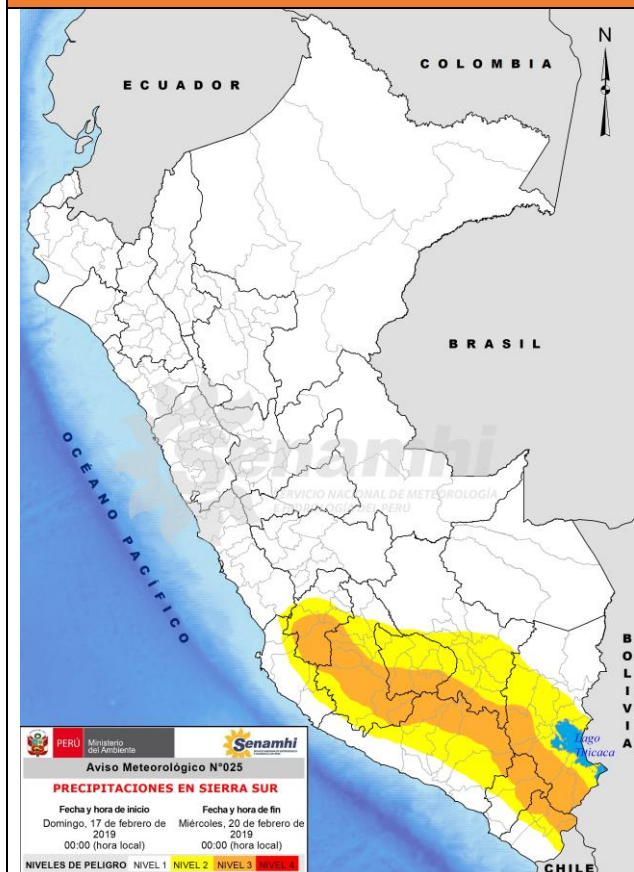 N
COLOMBIA
ECUADOR
BRASIL
Senamhi
SERVICIO NACIONAL DE METEOROLOGÍA
E HIDROLOGÍA DEL PERÚ
OCÉANO PACÍFICO
BOLIVIA
Lago
Titicaca
CHILE
PERÚ Ministerio
del Ambiente
Senamhi
Aviso Meteorológico N°025
PRECIPITACIONES EN SIERRA SUR
Fecha y hora de inicio
Domingo, 17 de febrero de
2019
00:00 (hora local)
Fecha y hora de fin
Miércoles, 20 de febrero de
2019
00:00 (hora local)
NIVELES DE PELIGRO NIVEL 1 NIVEL 2 NIVEL 3 NIVEL 4